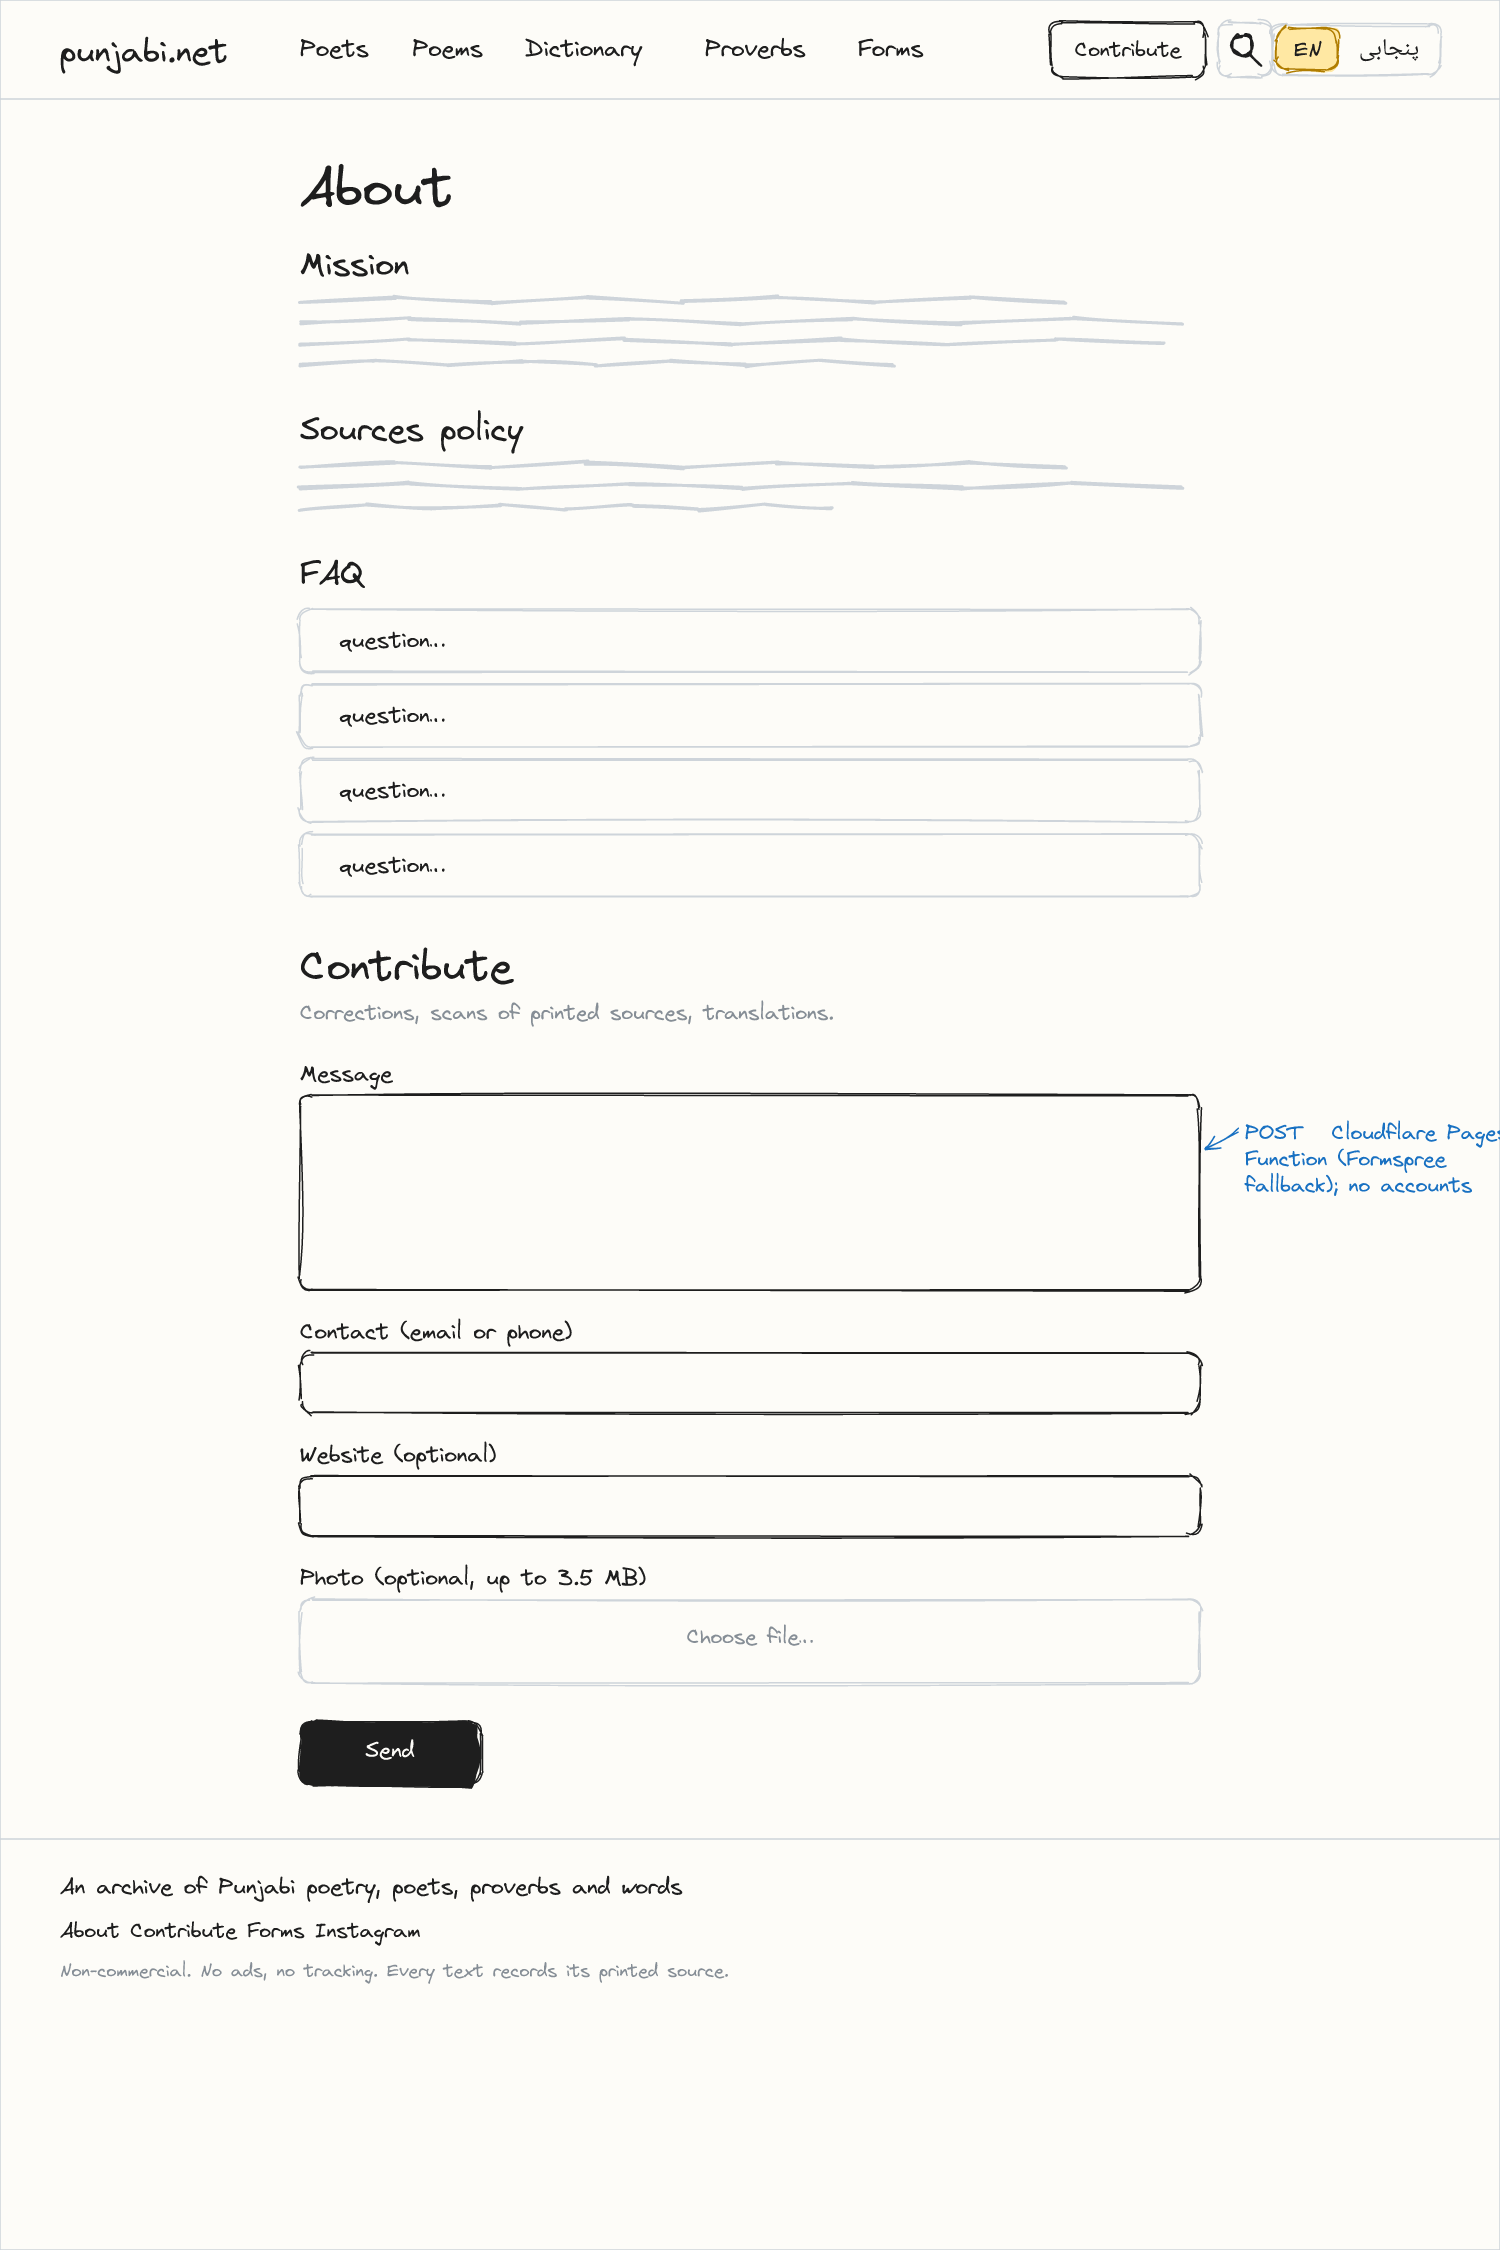 punjabi.net Poets Poems Dictionary Proverbs Forms Contribute EN پنجابی
About
Mission
Sources policy
FAQ
question...
question...
question...
question...
Contribute
Corrections, scans of printed sources, translations.
Message
POST Cloudflare Pages
Function (Formspree
fallback); no accounts
Contact (email or phone)
Website (optional)
Photo (optional, up to 3.5 MB)
Choose file...
Send
An archive of Punjabi poetry, poets, proverbs and words
About Contribute Forms Instagram
Non-commercial. No ads, no tracking. Every text records its printed source.